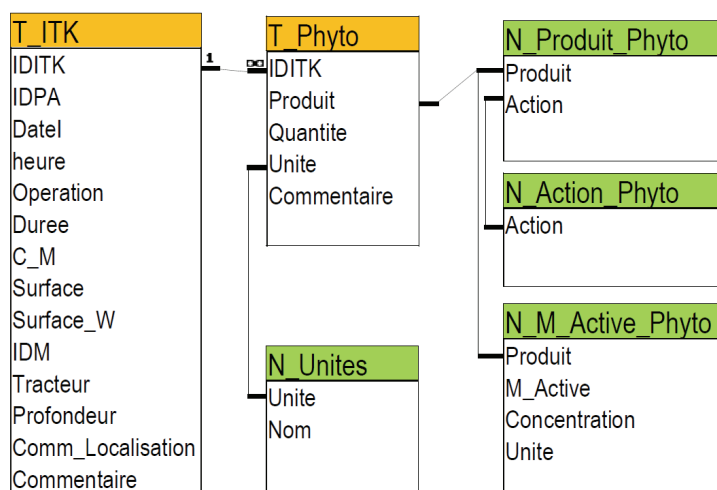 T_ITK
IDITK
IDPA
DateI
heure
Operation
Duree
C_M
Surface
Surface_W
IDM
Tracteur
Profondeur
Comm_Localisation
Commentaire
1
∞
T_Phyto
IDITK
Produit
Quantite
Unite
Commentaire
N_Unites
Unite
Nom
N_Produit_Phyto
Produit
Action
N_Action_Phyto
Action
N_M_Active_Phyto
Produit
M_Active
Concentration
Unite